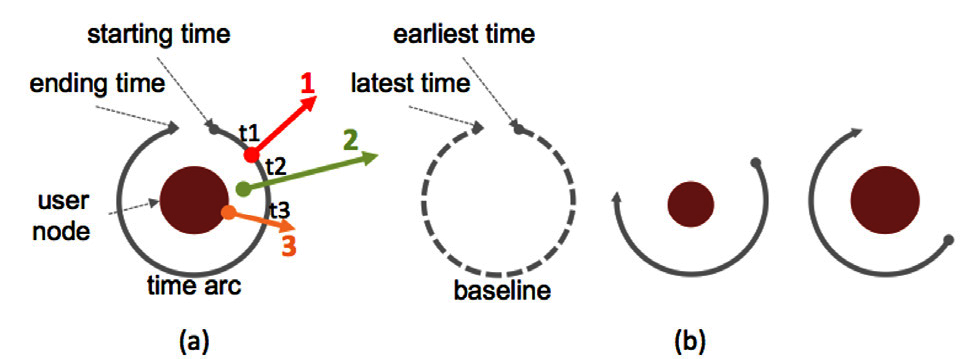 starting time
ending time
1
t1
2
t2
user
node
t3
3
time arc
(a)
earliest time
latest time
baseline
(b)